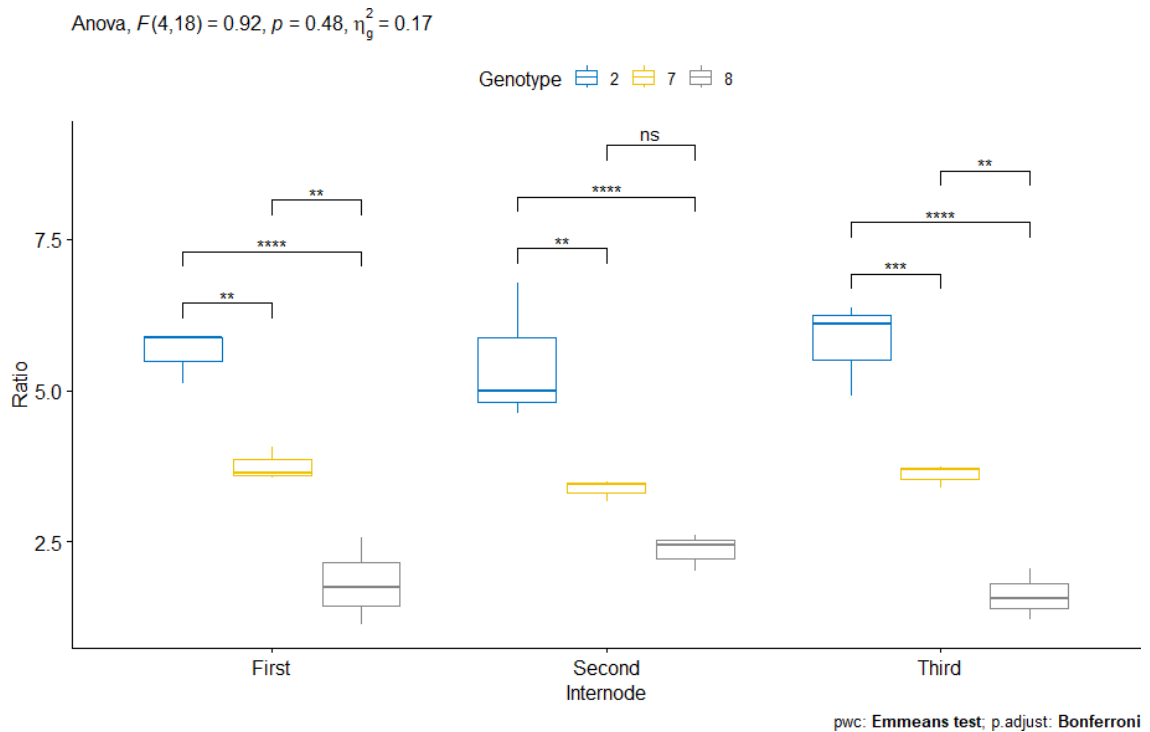 Anova, F(4,18) = 0.92, p = 0.48, η²g = 0.17
Genotype 2 7 8
ns
**
**
****
****
**
****
7.5
**
***
**
5.0
Ratio
2.5
First Second Third
Internode
pwc: Emmeans test; p.adjust: Bonferroni